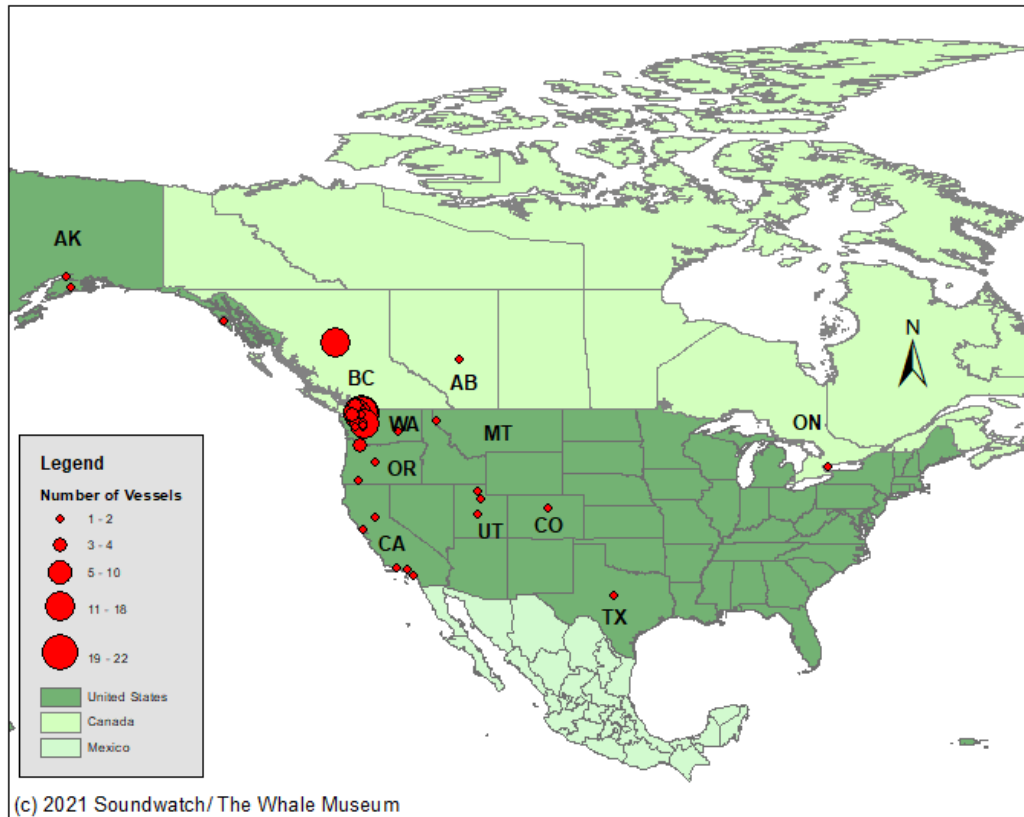 N
AK
BC
AB
ON
WA
MT
OR
UT
CO
CA
TX
Legend
Number of Vessels
1 - 2
3 - 4
5 - 10
11 - 18
19 - 22
United States
Canada
Mexico
(c) 2021 Soundwatch/ The Whale Museum